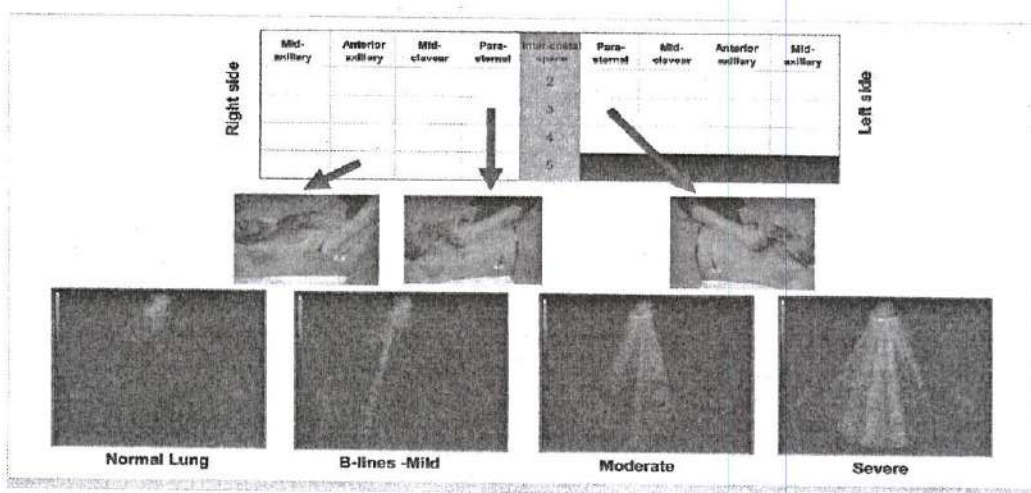 Mid-axillary
Anterior axillary
Mid-clavear
Para-sternal
Inter-costal space
Para-sternal
Mid-clavear
Anterior axillary
Mid-axillary
Right side
2
3
4
5
Left side
Normal Lung
B-lines -Mild
Moderate
Severe